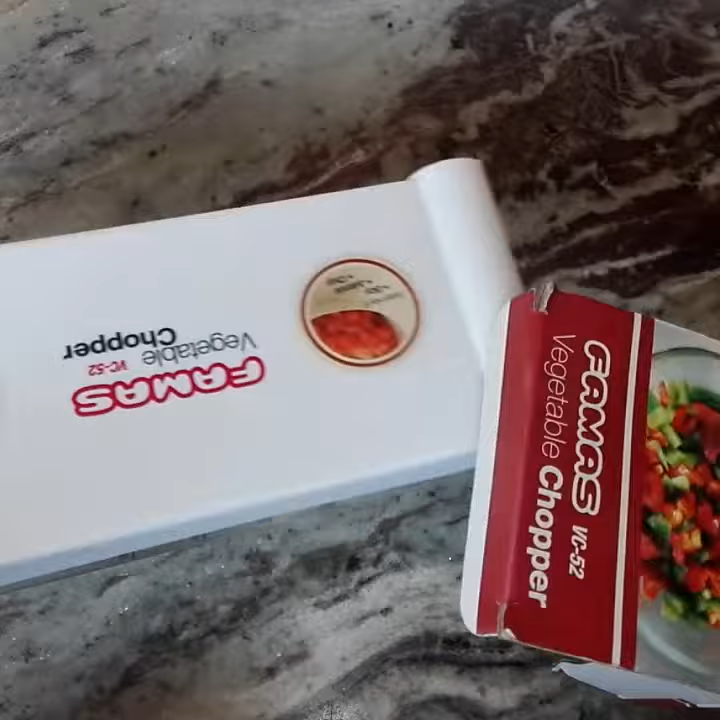 FAMAS
VC-52
Vegetable
Chopper
FAMAS VC-52
Vegetable Chopper